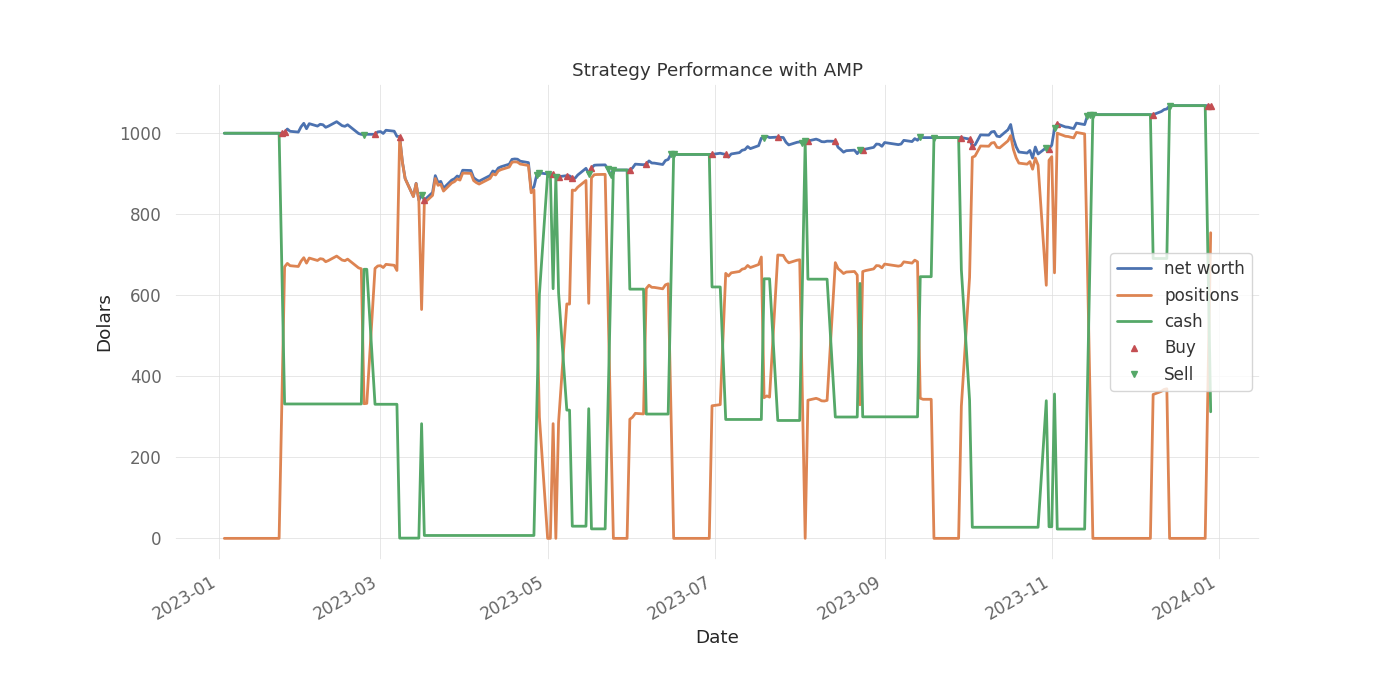 Strategy Performance with AMP
Dolars
1000
800
600
400
200
0
net worth
positions
cash
Buy
Sell
2023-01
2023-03
2023-05
2023-07
2023-09
2023-11
2024-01
Date